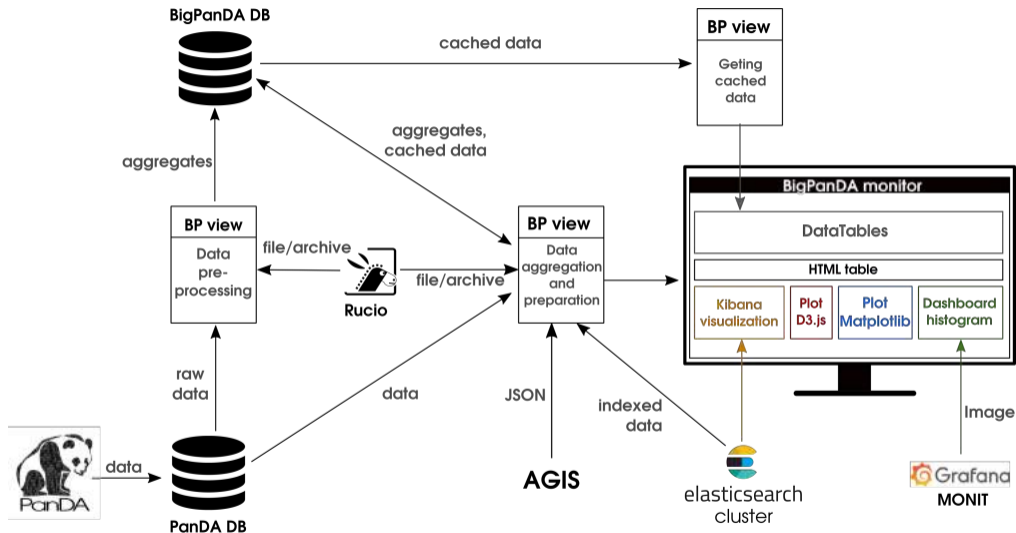 BigPanDA DB
cached data
BP view
Geting
cached
data
aggregates,
cached data
aggregates
BigPanDA monitor
DataTables
HTML table
Kibana
visualization
Plot
D3.js
Plot
Matplotlib
Dashboard
histogram
BP view
Data
pre-
processing
file/archive
Rucio
file/archive
BP view
Data
aggregation
and
preparation
raw
data
data
JSON
indexed
data
Image
PanDA
data
PanDA DB
AGIS
elasticsearch
cluster
Grafana
MONIT